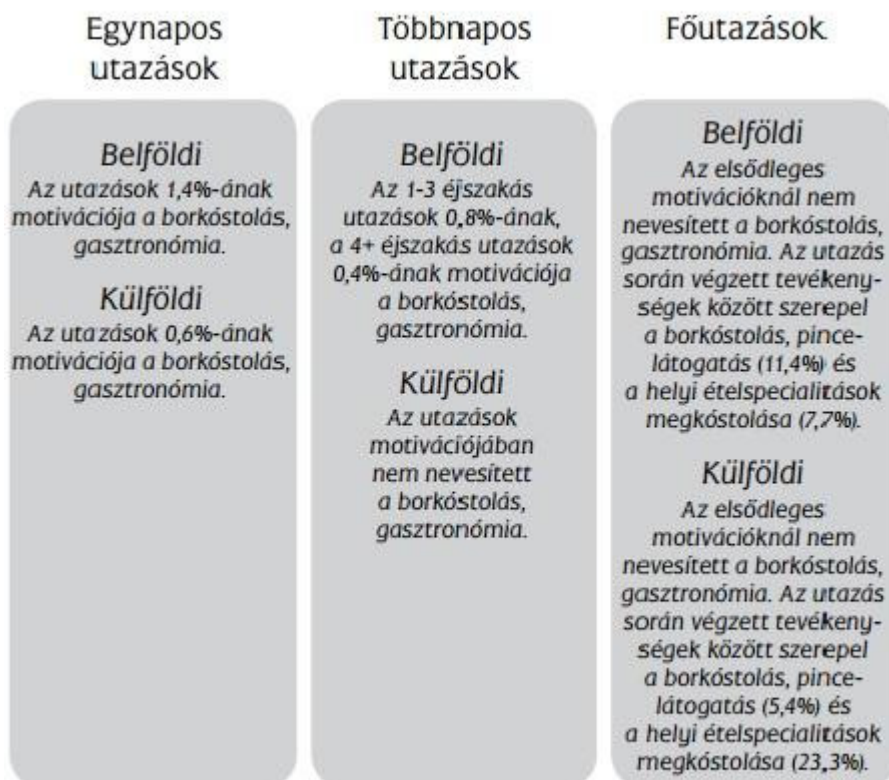 Egynapos
utazások
Belföldi
Az utazások 1,4%-ának
motivációja a borkóstolás,
gasztronómia.
Külföldi
Az utazások 0,6%-ának
motivációja a borkóstolás,
gasztronómia.
Többnapos
utazások
Belföldi
Az 1-3 éjszakás
utazások 0,8%-ának,
a 4+ éjszakás utazások
0,4%-ának motivációja
a borkóstolás,
gasztronómia.
Külföldi
Az utazások
motivációjában
nem nevesített
a borkóstolás,
gasztronómia.
Főutazások
Belföldi
Az elsődleges
motivációknál nem
nevesített a borkóstolás,
gasztronómia. Az utazás
során végzett tevékeny-
ségek között szerepel
a borkóstolás, pince-
látogatás (11,4%) és
a helyi ételspecialitások
megkóstolása (7,7%).
Külföldi
Az elsődleges
motivációknál nem
nevesített a borkóstolás,
gasztronómia. Az utazás
során végzett tevékeny-
ségek között szerepel
a borkóstolás, pince-
látogatás (5,4%) és
a helyi ételspecialitások
megkóstolása (23,3%).